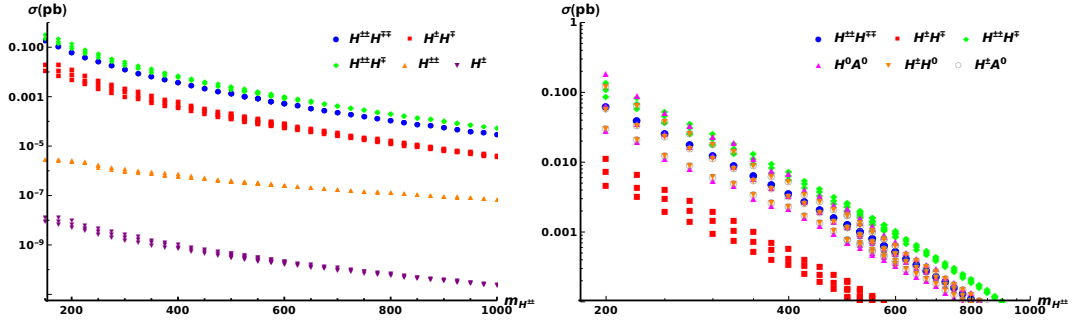 σ(pb)
0.100
0.001
10⁻⁵
10⁻⁷
10⁻⁹
200 400 600 800 1000
m_H±±
H±±H∓∓ H±H∓
H±±H∓ H±± H±
σ(pb)
1
0.100
0.010
0.001
200 400 600 1000
m_H±±
H±±H∓∓ H±H∓ H±±H∓
H⁰A⁰ H±H⁰ H±A⁰